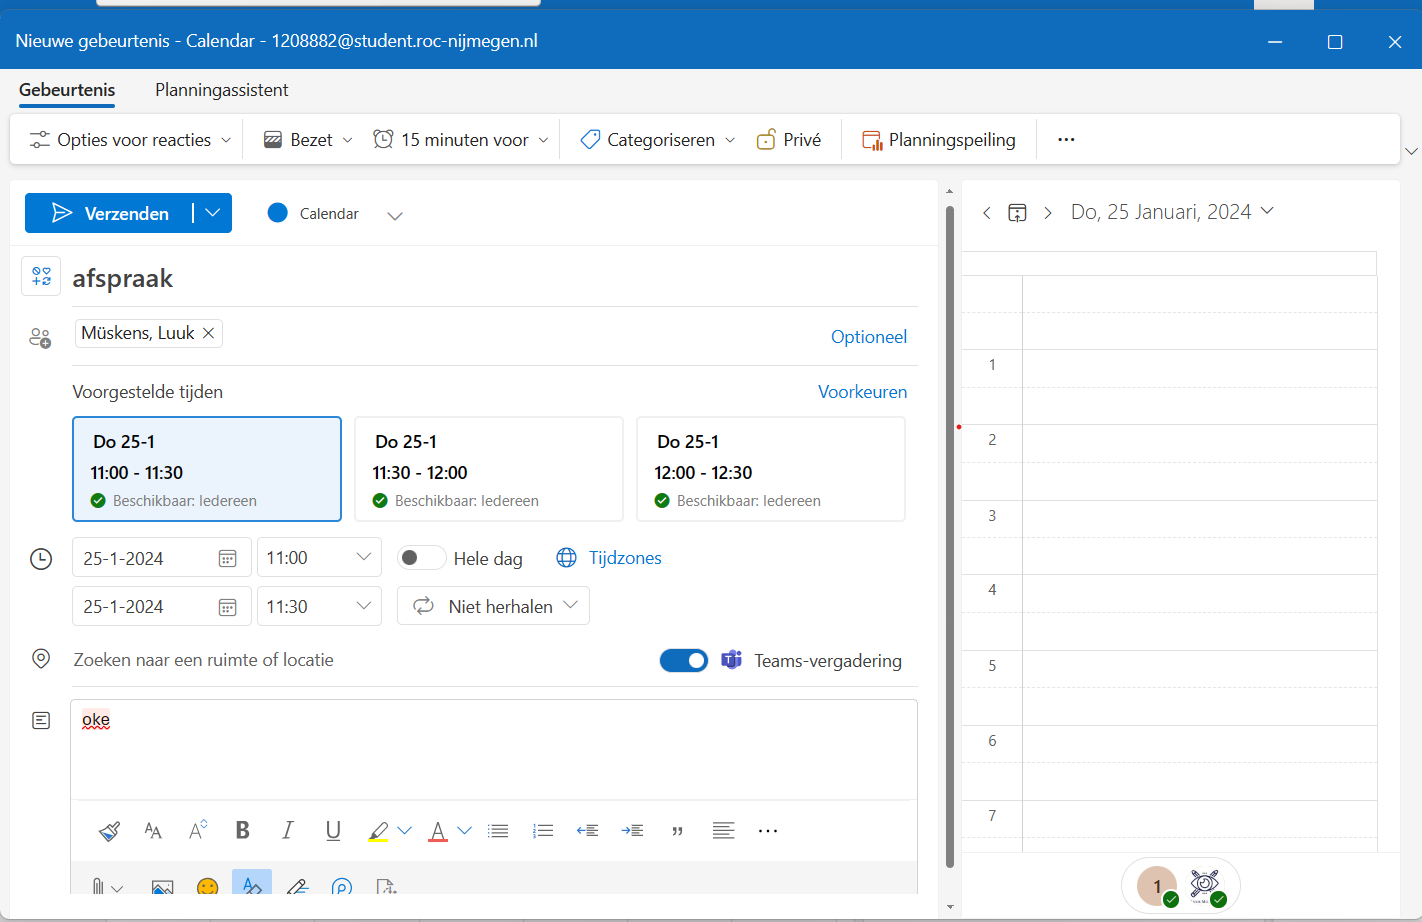 Nieuwe gebeurtenis - Calendar - 1208882@student.roc-nijmegen.nl
Gebeurtenis Planningassistent
Opties voor reacties Bezet 15 minuten voor Categoriseren Privé Planningspeiling ...
Verzenden Calendar
Do, 25 Januari, 2024
afspraak
Müskens, Luuk
Optioneel
Voorgestelde tijden Voorkeuren
Do 25-1
11:00 - 11:30
Beschikbaar: Iedereen
Do 25-1
11:30 - 12:00
Beschikbaar: Iedereen
Do 25-1
12:00 - 12:30
Beschikbaar: Iedereen
25-1-2024 11:00 Hele dag Tijdzones
25-1-2024 11:30 Niet herhalen
Zoeken naar een ruimte of locatie Teams-vergadering
oke
1
2
3
4
5
6
7
1